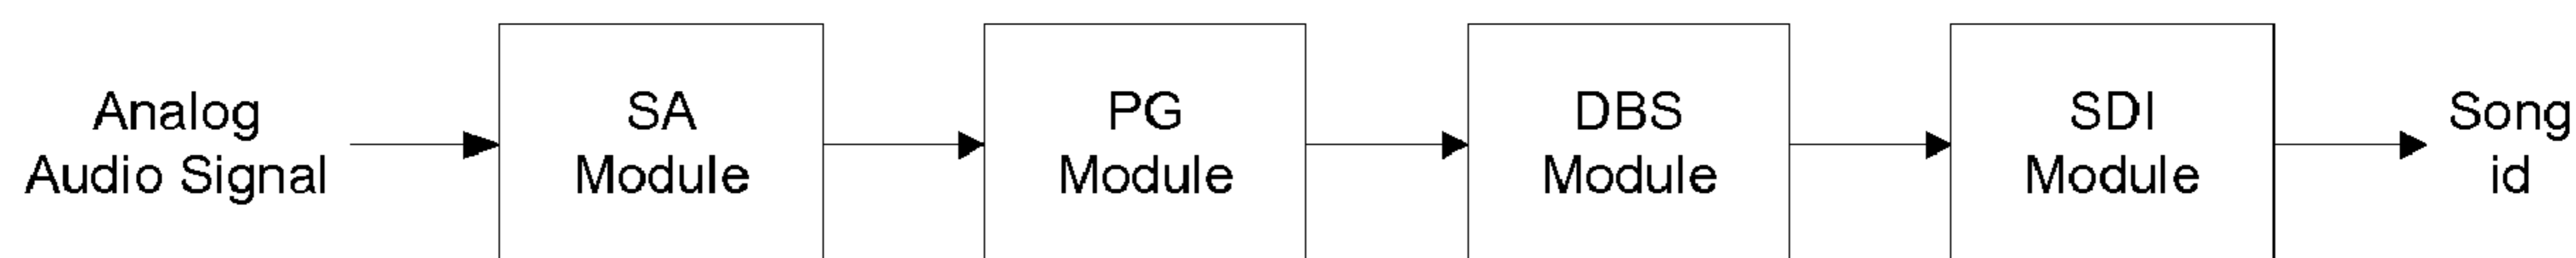 Analog
Audio Signal
SA
Module
PG
Module
DBS
Module
SDI
Module
Song
id